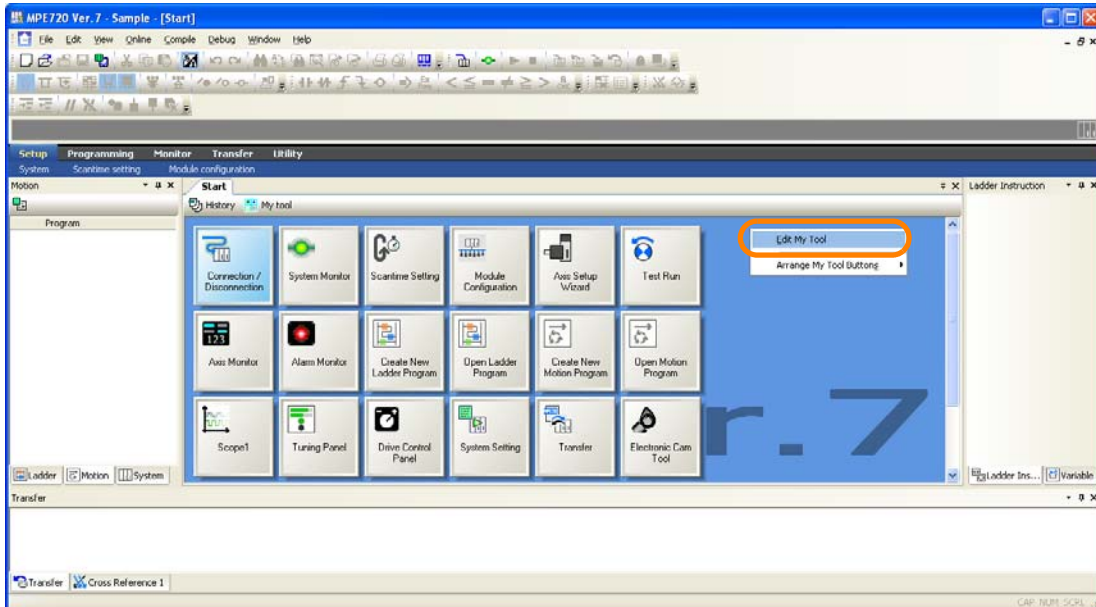 MPE720 Ver. 7 - Sample - [Start]
File Edit View Online Compile Debug Window Help
Setup Programming Monitor Transfer Utility
System Scantime setting Module configuration
Motion
Start
Ladder Instruction
History My tool
Program
Edit My Tool
Arrange My Tool Buttons
Connection / Disconnection
System Monitor
Scantime Setting
Module Configuration
Axis Setup Wizard
Test Run
Axis Monitor
Alarm Monitor
Create New Ladder Program
Open Ladder Program
Create New Motion Program
Open Motion Program
Scope1
Tuning Panel
Drive Control Panel
System Setting
Transfer
Electronic Cam Tool
r.7
Ladder Motion System
Ladder Ins... Variable
Transfer
Transfer Cross Reference 1
CAP NUM SCRL